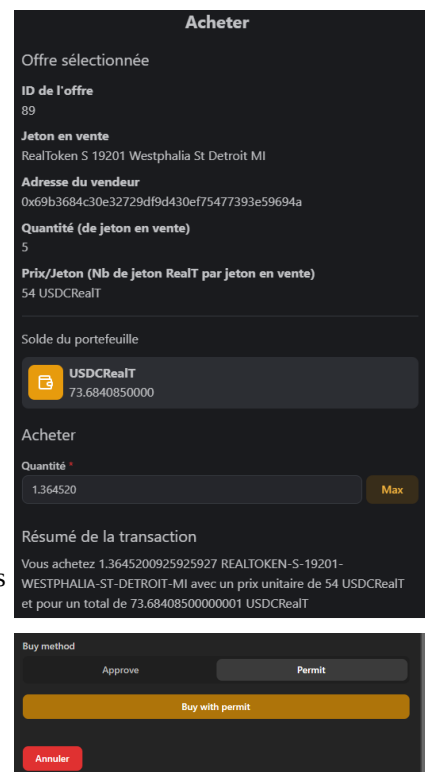 Acheter
Offre sélectionnée
ID de l'offre
89
Jeton en vente
RealToken S 19201 Westphalia St Detroit MI
Adresse du vendeur
0x69b3684c30e32729df9d430ef75477393e59694a
Quantité (de jeton en vente)
5
Prix/Jeton (Nb de jeton RealT par jeton en vente)
54 USDCRealT
Solde du portefeuille
USDCRealT
73.6840850000
Acheter
Quantité *
1.364520
Max
Résumé de la transaction
Vous achetez 1.3645200925925927 REALTOKEN-S-19201-
WESTPHALIA-ST-DETROIT-MI avec un prix unitaire de 54 USDCRealT
et pour un total de 73.68408500000001 USDCRealT
s
Buy method
Approve
Permit
Buy with permit
Annuler